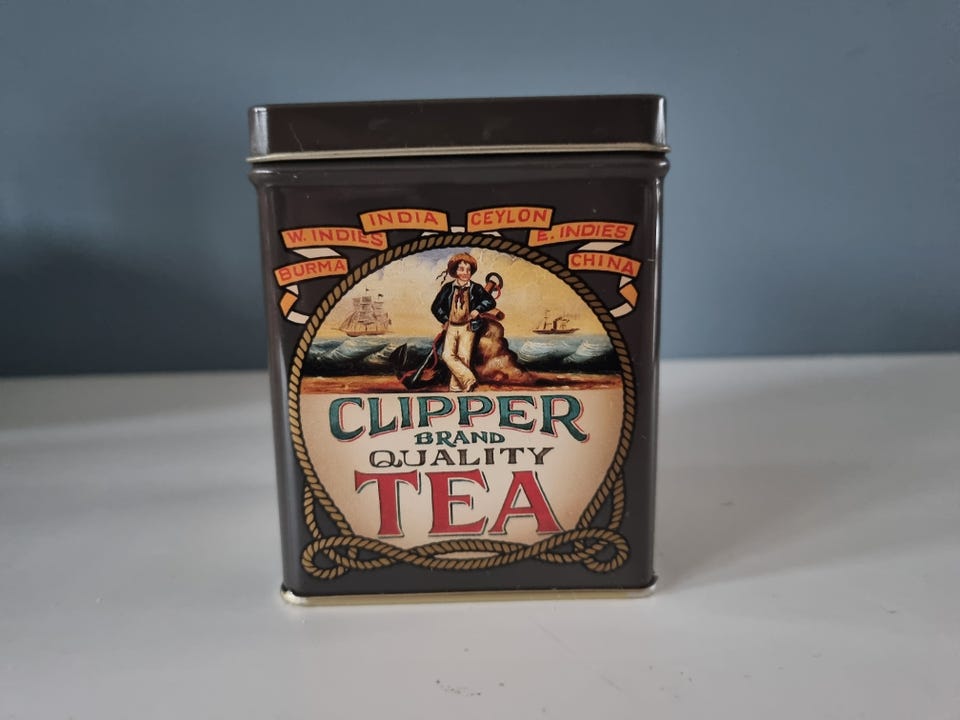 BURMA
W. INDIES
INDIA
CEYLON
E. INDIES
CHINA
CLIPPER
BRAND
QUALITY
TEA